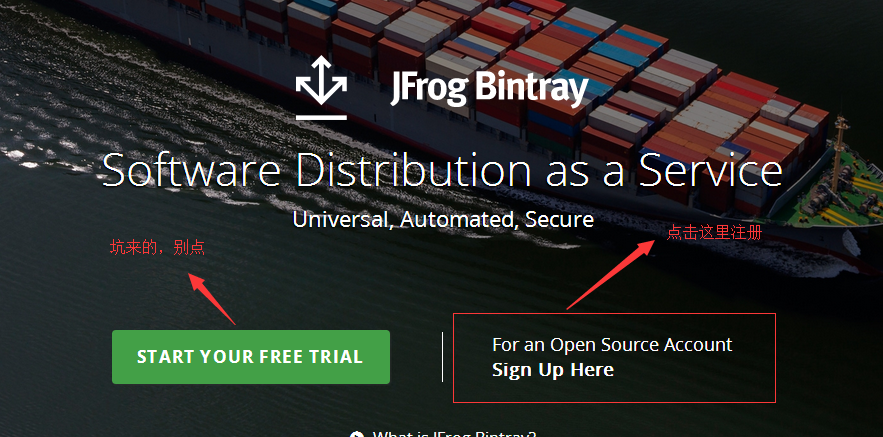 JFrog Bintray
Software Distribution as a Service
Universal, Automated, Secure
坑来的，别点
点击这里注册
START YOUR FREE TRIAL
For an Open Source Account
Sign Up Here
What is JFrog Bintray?